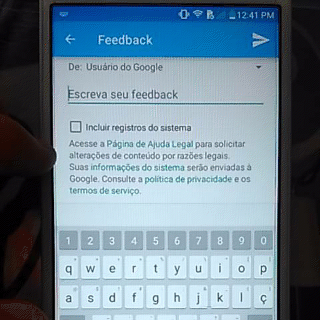 12:41 PM
Feedback
De: Usuário do Google
Escreva seu feedback
Incluir registros do sistema
Acesse a Página de Ajuda Legal para solicitar
alterações de conteúdo por razões legais.
Suas informações do sistema serão enviadas à
Google. Consulte a política de privacidade e os
termos de serviço.
1 2 3 4 5 6 7 8 9 0
q w e r t y u i o p
a s d f g h j k l ç